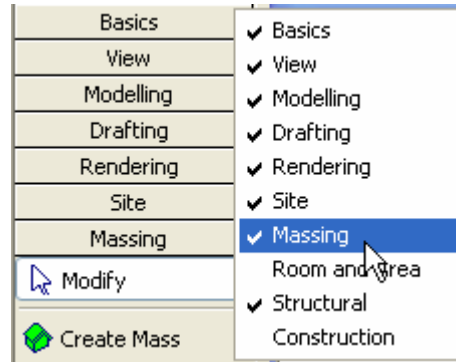 Basics
View
Modelling
Drafting
Rendering
Site
Massing
Modify
Create Mass
Basics
View
Modelling
Drafting
Rendering
Site
Massing
Room and Area
Structural
Construction